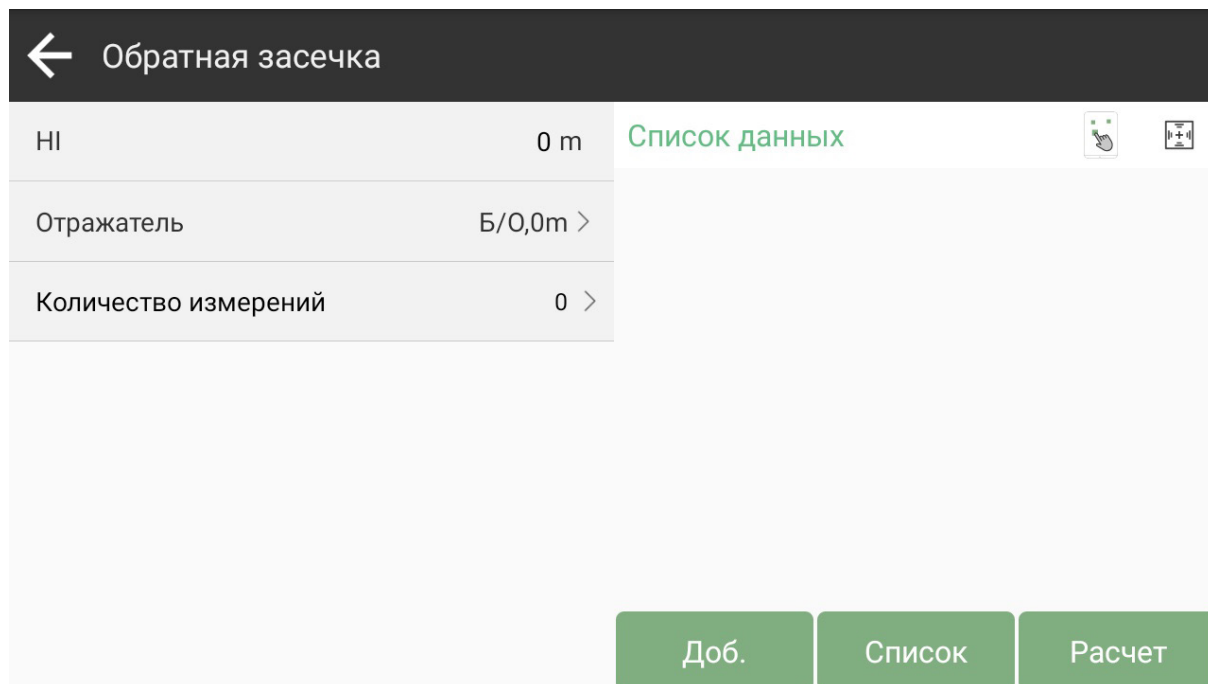 Обратная засечка
HI 0 m
Отражатель Б/О,0m
Количество измерений 0
Список данных
Доб. Список Расчет